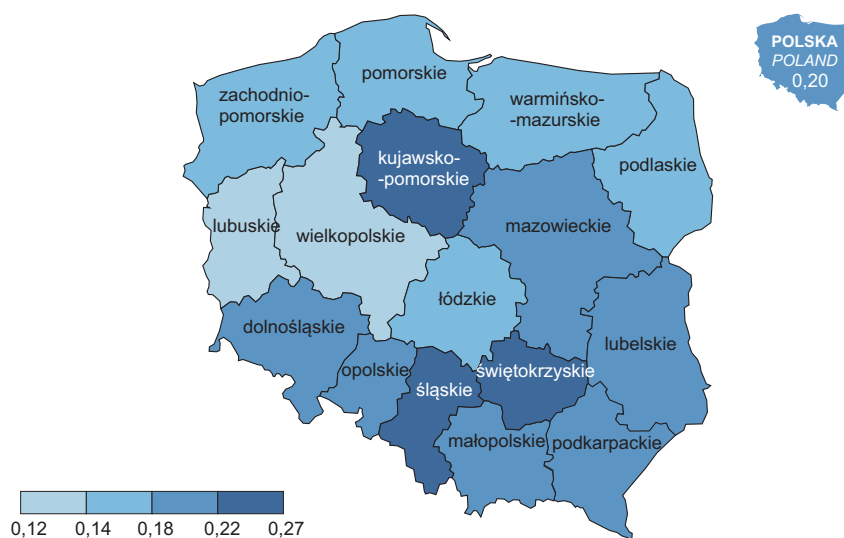 POLSKA
POLAND
0,20
pomorskie
zachodnio-
pomorskie
warmińsko-
-mazurskie
kujawsko-
-pomorskie
podlaskie
lubuskie
wielkopolskie
mazowieckie
łódzkie
dolnośląskie
lubelskie
opolskie
śląskie
świętokrzyskie
małopolskie
podkarpackie
0,12 0,14 0,18 0,22 0,27